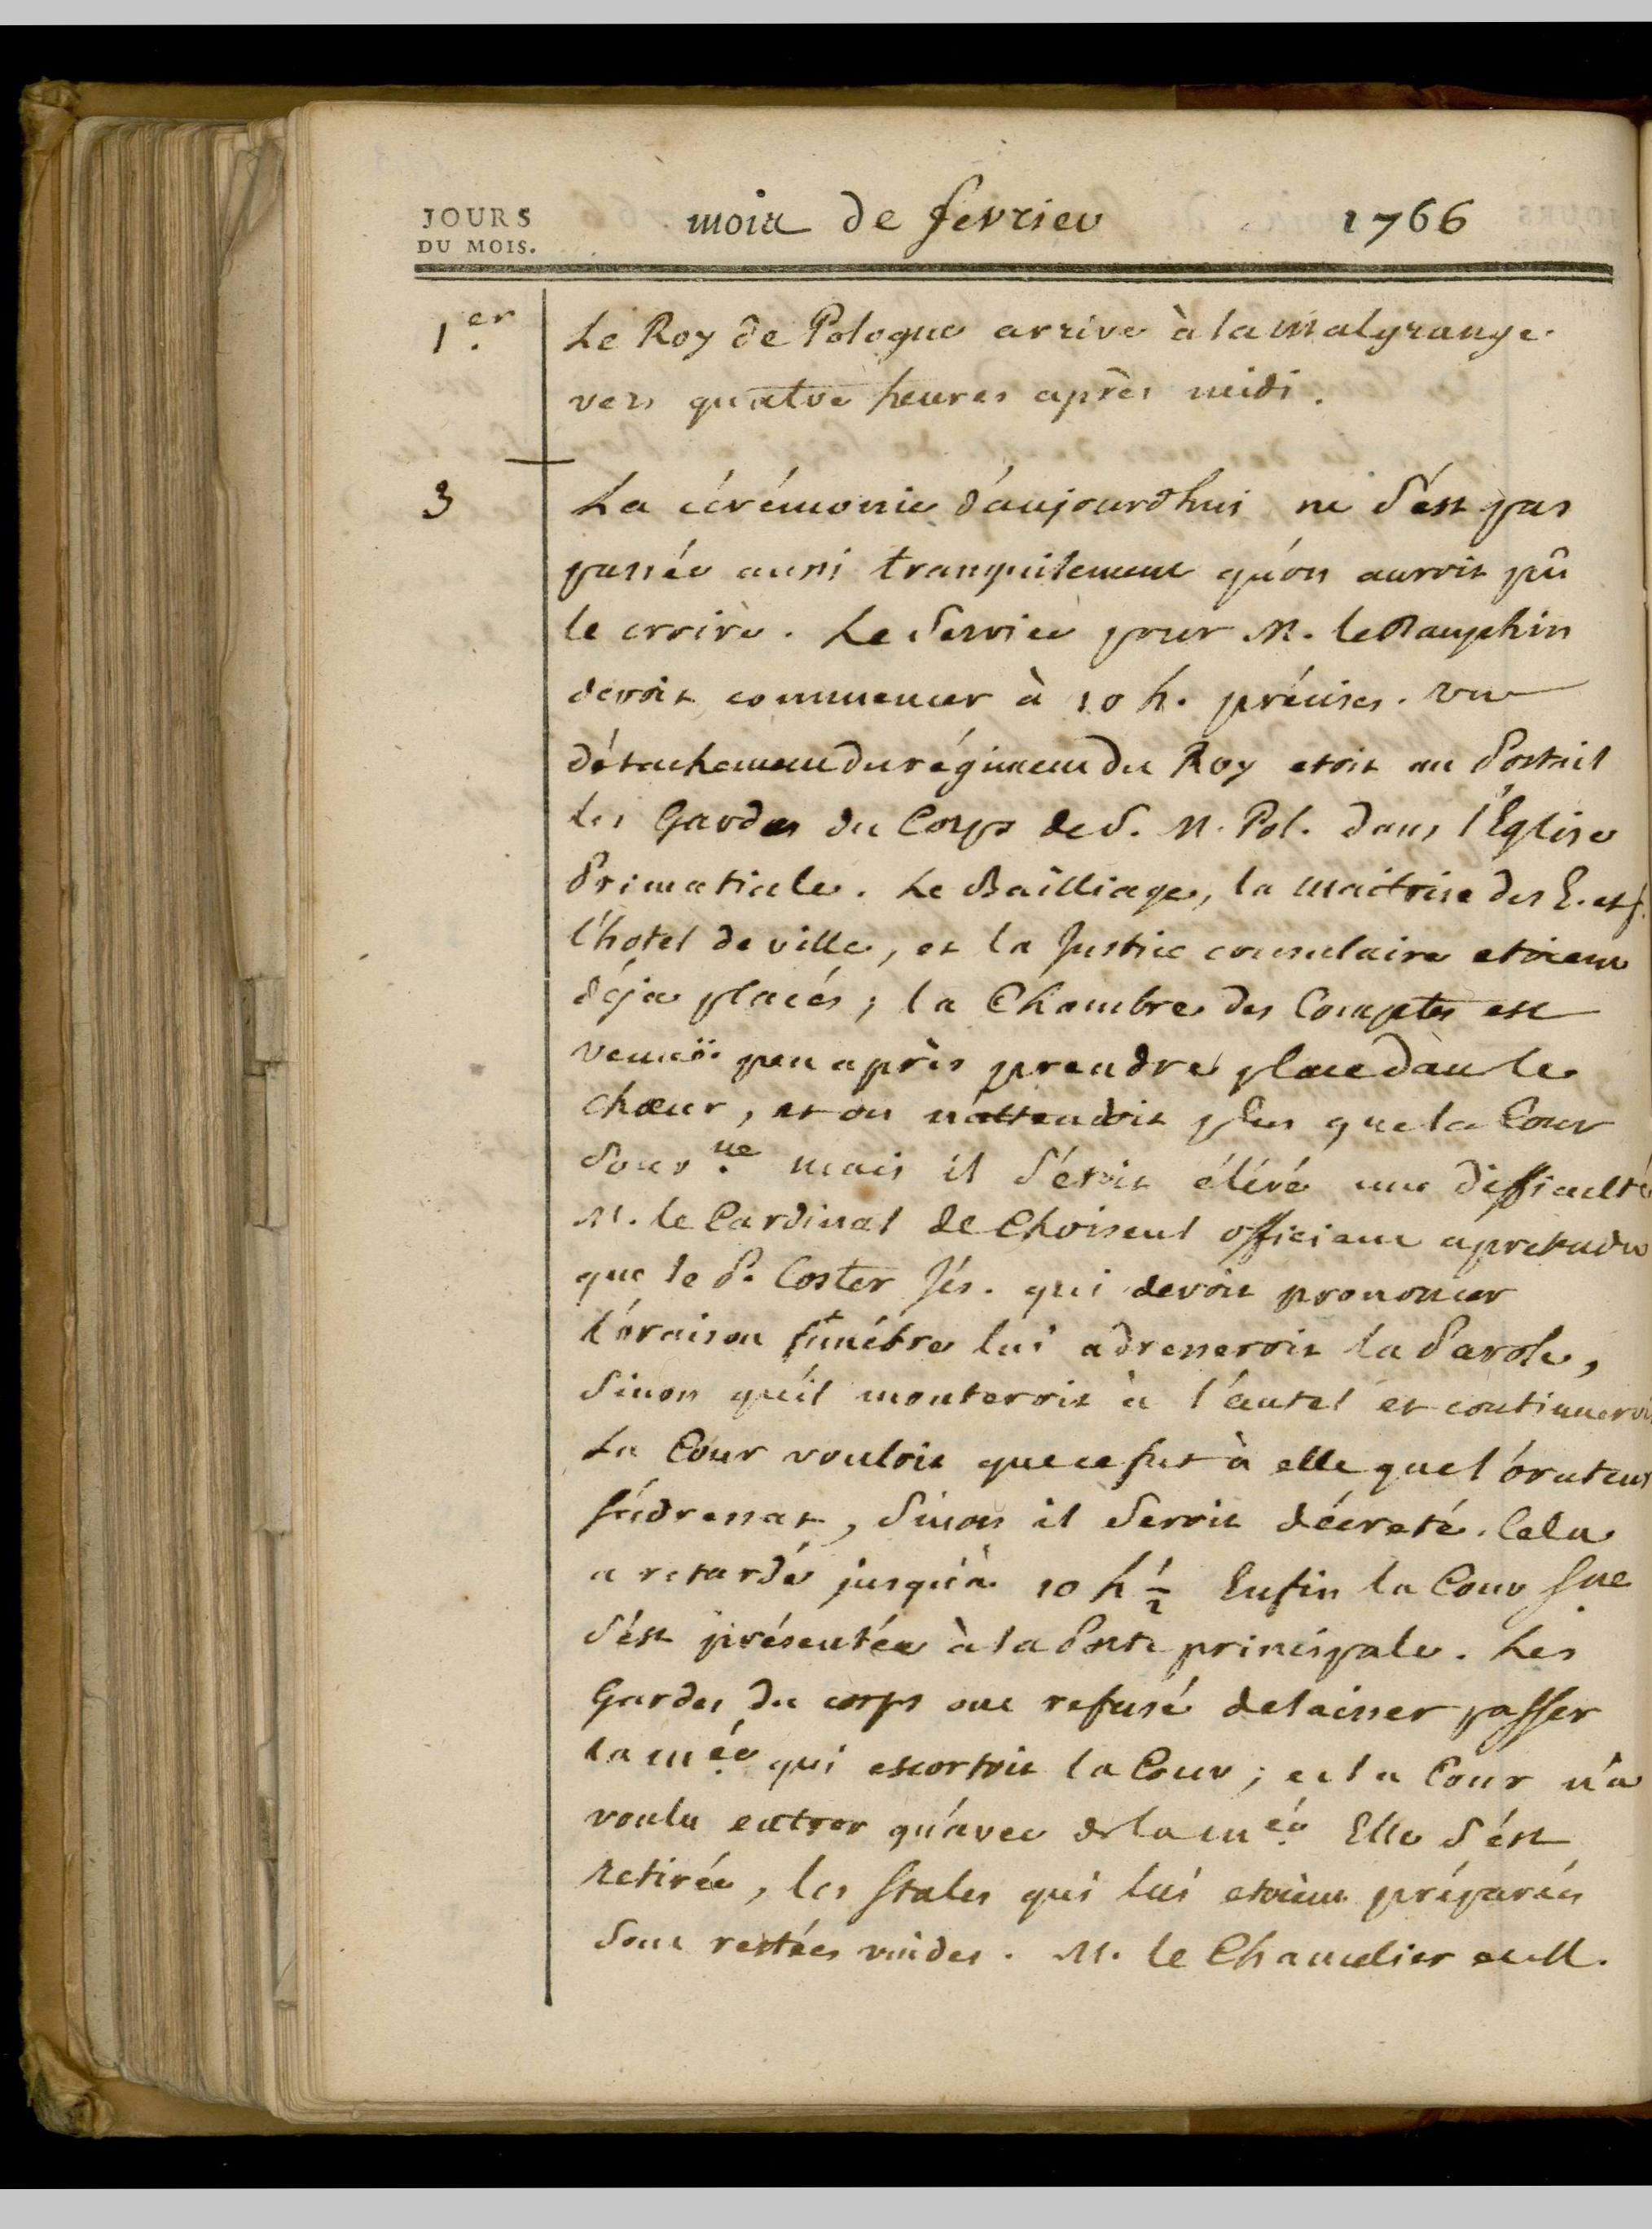 JOURS
DU MOIS.
mois de fevrier 1766
1.er Le Roy de Pologne arrive à la Malgrange
vers quatre heures après midi.
3 La cérémonie d'aujourd'hui ne s'est pas
passée aussi tranquilement qu'on auroit pû
le croire. Le Service pour M. le Dauphin
devoit commencer à 10 h. précises. un
détachement du régiment du Roy etoit au Portail
les Gardes du Corps de S. M. Pol. dans l'Eglise
Primatiale. Le Bailliage, la maitrise des E. et f.
l'hotel de ville, et la Justice consulaire etoient
déja placés; la Chambre des Comptes est
venuë peu après prendre place dans le
chœur, et on n'attendoit plus que la Cour
Souv.ne mais il s'étoit élévé une difficulté
M. le Cardinal de Choiseul officiant a pretendu
que le P. Coster Jés. qui devoit prononcer
l'oraison funébre lui adresseroit la Parole,
Sinon qu'il monteroit à l'autel et continueroit
La Cour vouloit que ce fut à elle que l'orateur
s'adressat, Sinon il Seroit décreté. Cela
a retardé jusqu'à 10 h ½ Enfin la Cour Sne
s'est présentée à la Porte principale. Les
Gardes du corps ont refusé de laisser passer
la m.ée qui escortoit la Cour; et la Cour n'a
voulu entrer qu'avec de la m.ée Elle s'est
retirée, les stales qui lui etoient préparées
Sont restées vuides. M. le Chancelier et M.